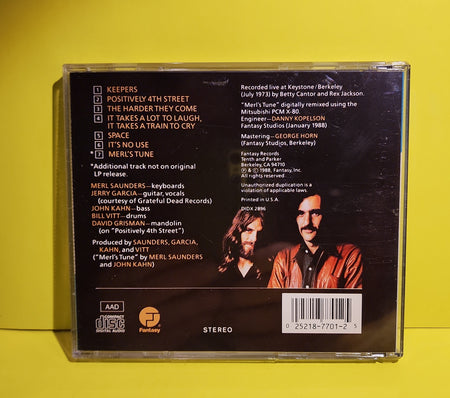 1 KEEPERS
2 POSITIVELY 4TH STREET
3 THE HARDER THEY COME
4 IT TAKES A LOT TO LAUGH,
IT TAKES A TRAIN TO CRY
5 SPACE
6 IT'S NO USE
*7 MERL'S TUNE
*Additional track not on original
LP release.
MERL SAUNDERS—keyboards
JERRY GARCIA—guitar, vocals
(courtesy of Grateful Dead Records)
JOHN KAHN—bass
BILL VITT—drums
DAVID GRISMAN—mandolin
(on "Positively 4th Street")
Produced by SAUNDERS, GARCIA,
KAHN, and VITT
("Merl's Tune" by MERL SAUNDERS
and JOHN KAHN)
Recorded live at Keystone/Berkeley
(July 1973) by Betty Cantor and Rex Jackson.
"Merl's Tune" digitally remixed using the
Mitsubishi PCM X-80.
Engineer—DANNY KOPELSON
Fantasy Studios (January 1988)
Mastering—GEORGE HORN
(Fantasy Studios, Berkeley)
Fantasy Records
Tenth and Parker
Berkeley, CA 94710
℗ © 1988, Fantasy, Inc.
All rights reserved
Unauthorized duplication is a
violation of applicable laws.
Printed in U.S.A.
DIDX 2896
AAD
COMPACT
disc
DIGITAL AUDIO
F
Fantasy
STEREO
0 25218-7701-2 5